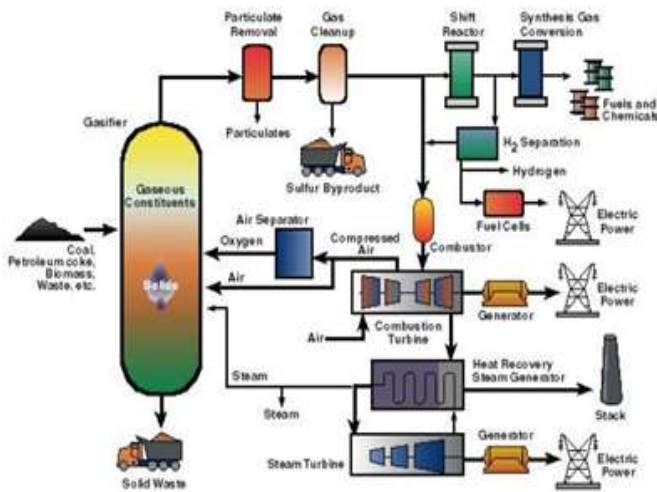 Particulate
Removal
Gas
Cleanup
Shift
Reactor
Synthesis Gas
Conversion
Gasifier
Particulates
Fuels and
Chemicals
H2 Separation
Gaseous
Constituents
Sulfur Byproduct
Hydrogen
Air Separator
Fuel Cells
Electric
Power
Oxygen
Compressed
Air
Combustor
Coal,
Petroleum coke,
Biomass,
Waste, etc.
Solids
Air
Electric
Power
Generator
Air
Combustion
Turbine
Steam
Heat Recovery
Steam Generator
Steam
Stack
Generator
Steam Turbine
Electric
Power
Solid Waste